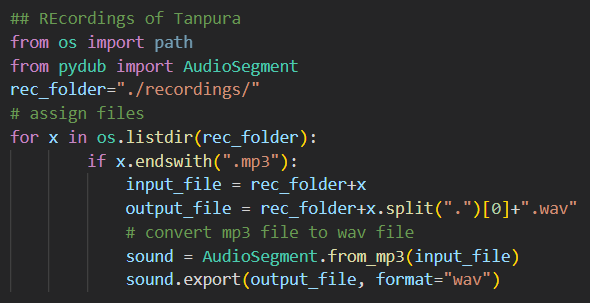 ## REcordings of Tanpura
from os import path
from pydub import AudioSegment
rec_folder="./recordings/"
# assign files
for x in os.listdir(rec_folder):
        if x.endswith(".mp3"):
            input_file = rec_folder+x
            output_file = rec_folder+x.split(".")[0]+".wav"
            # convert mp3 file to wav file
            sound = AudioSegment.from_mp3(input_file)
            sound.export(output_file, format="wav")